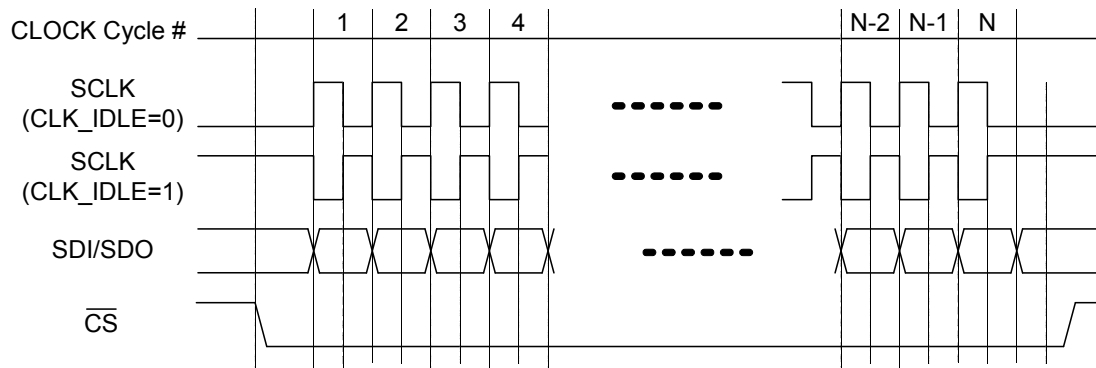 CLOCK Cycle # 1 2 3 4 N-2 N-1 N
SCLK
(CLK_IDLE=0)
SCLK
(CLK_IDLE=1)
SDI/SDO
CS